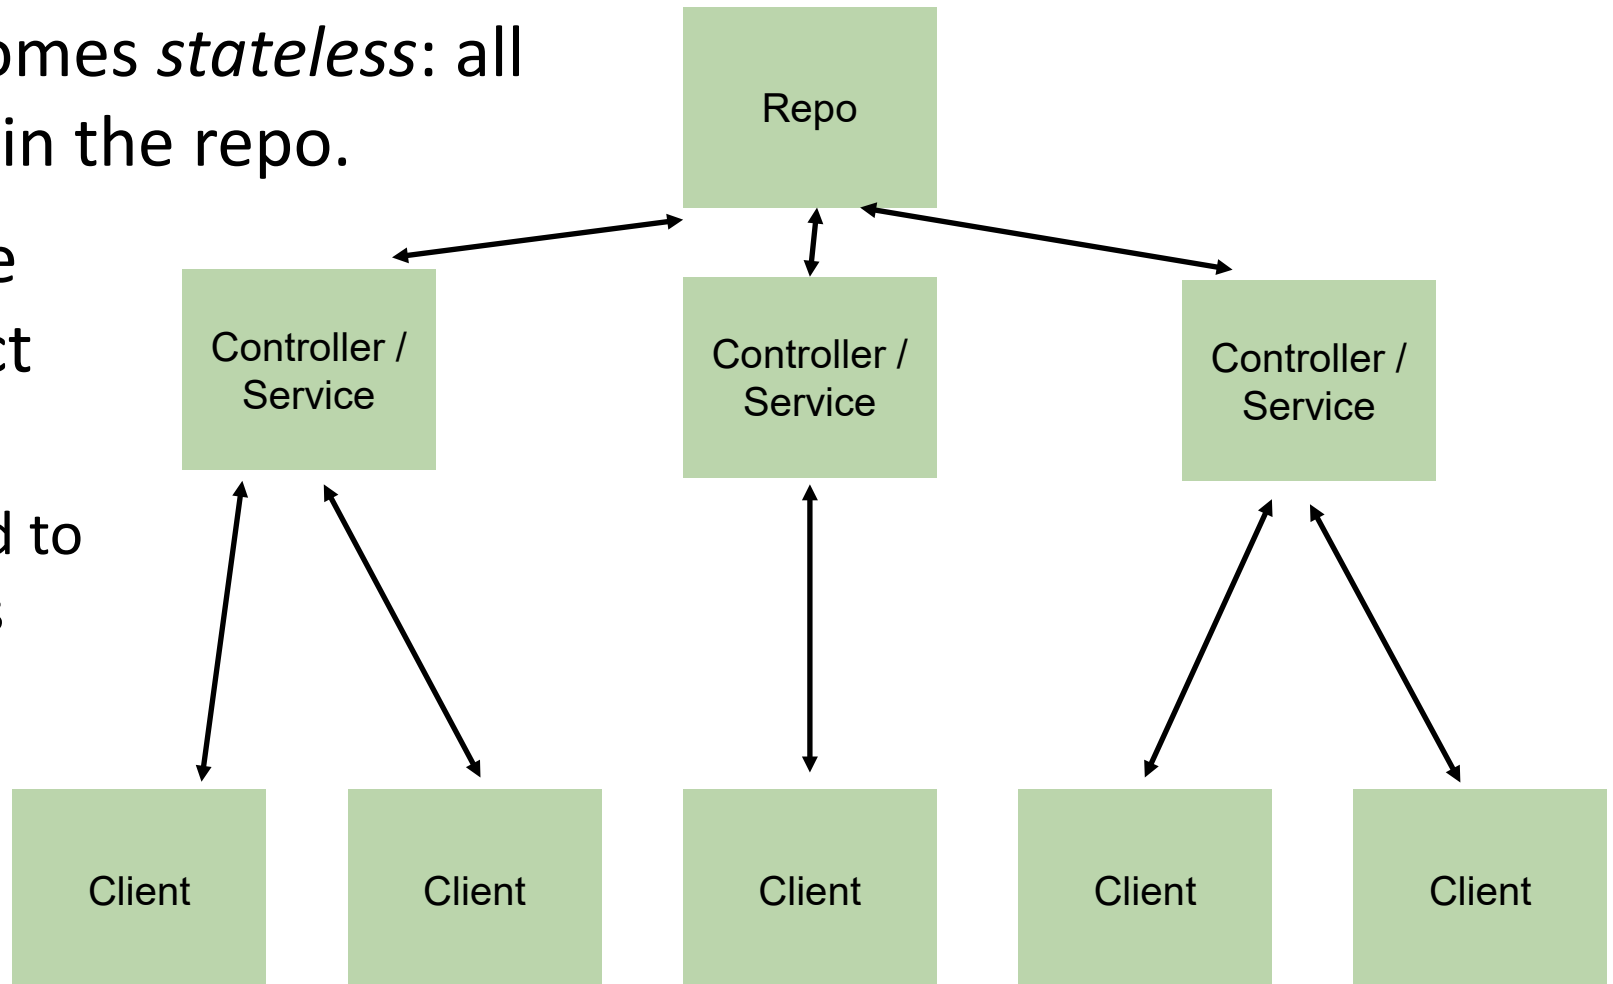 omes stateless: all
in the repo.
e
ct
d to
s
Repo
Controller /
Service
Controller /
Service
Controller /
Service
Client
Client
Client
Client
Client